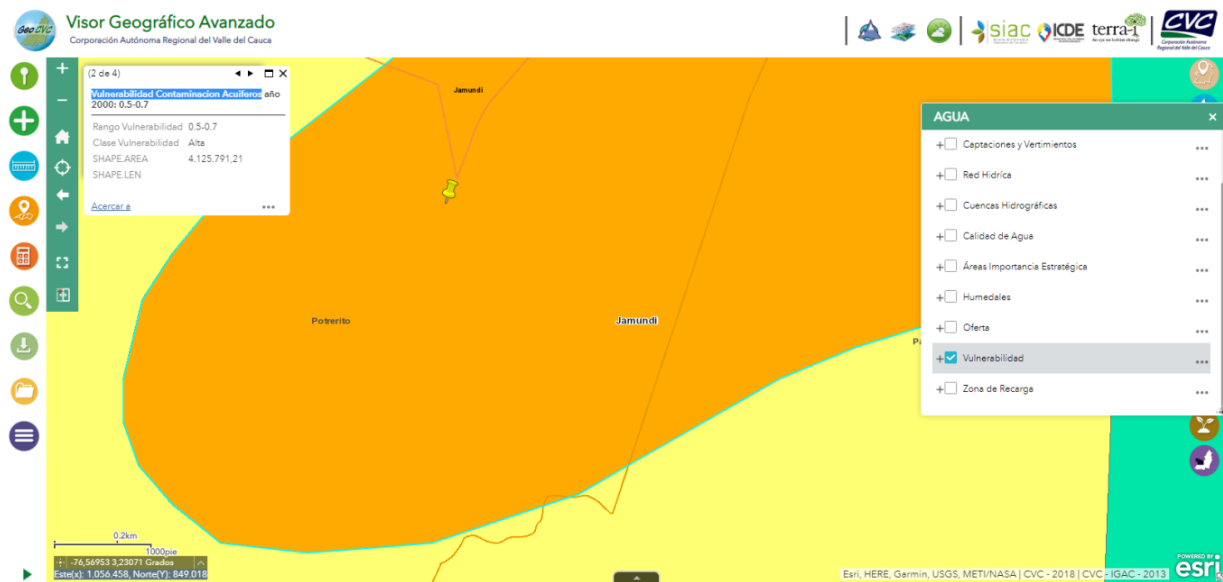 Geo CVC
Visor Geográfico Avanzado
Corporación Autónoma Regional del Valle del Cauca
siac
ICDE
terra-i
CVC
Corporación Autónoma
Regional del Valle del Cauca
(2 de 4)
Vulnerabilidad Contaminacion Acuiferos año
2000: 0.5-0.7
Rango Vulnerabilidad 0.5-0.7
Clase Vulnerabilidad Alta
SHAPE.AREA 4.125.791,21
SHAPE.LEN
Acercar a
Jamundi
Potrerito
Jamundi
AGUA
Captaciones y Vertimientos
Red Hidríca
Cuencas Hidrográficas
Calidad de Agua
Áreas Importancia Estratégica
Humedales
Oferta
Vulnerabilidad
Zona de Recarga
0.2km
1000pie
-76,56953 3,23071 Grados
Este(x): 1.056.458, Norte(Y): 849.018
Esri, HERE, Garmin, USGS, METI/NASA | CVC - 2018 | CVC - IGAC - 2013
POWERED BY
esri